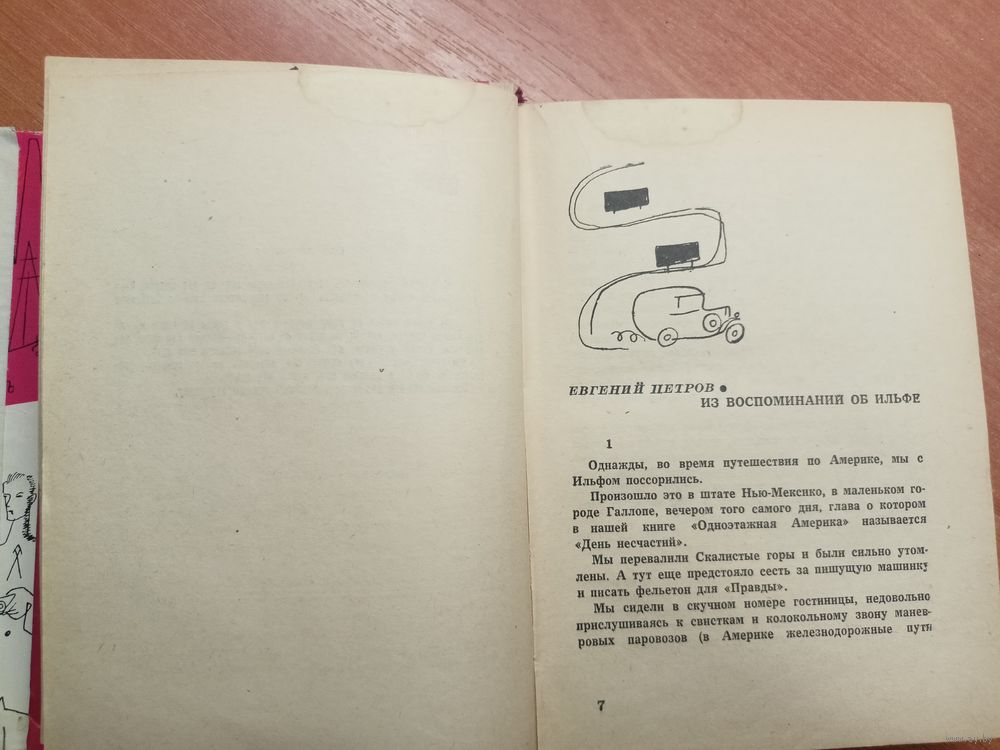 ЕВГЕНИЙ ПЕТРОВ ●
ИЗ ВОСПОМИНАНИЙ ОБ ИЛЬФЕ
1
Однажды, во время путешествия по Америке, мы с
Ильфом поссорились.
Произошло это в штате Нью-Мексико, в маленьком го-
роде Галлопе, вечером того самого дня, глава о котором
в нашей книге «Одноэтажная Америка» называется
«День несчастий».
Мы перевалили Скалистые горы и были сильно утом-
лены. А тут еще предстояло сесть за пишущую машинку
и писать фельетон для «Правды».
Мы сидели в скучном номере гостиницы, недовольно
прислушиваясь к свисткам и колокольному звону манев-
ровых паровозов (в Америке железнодорожные пути
7